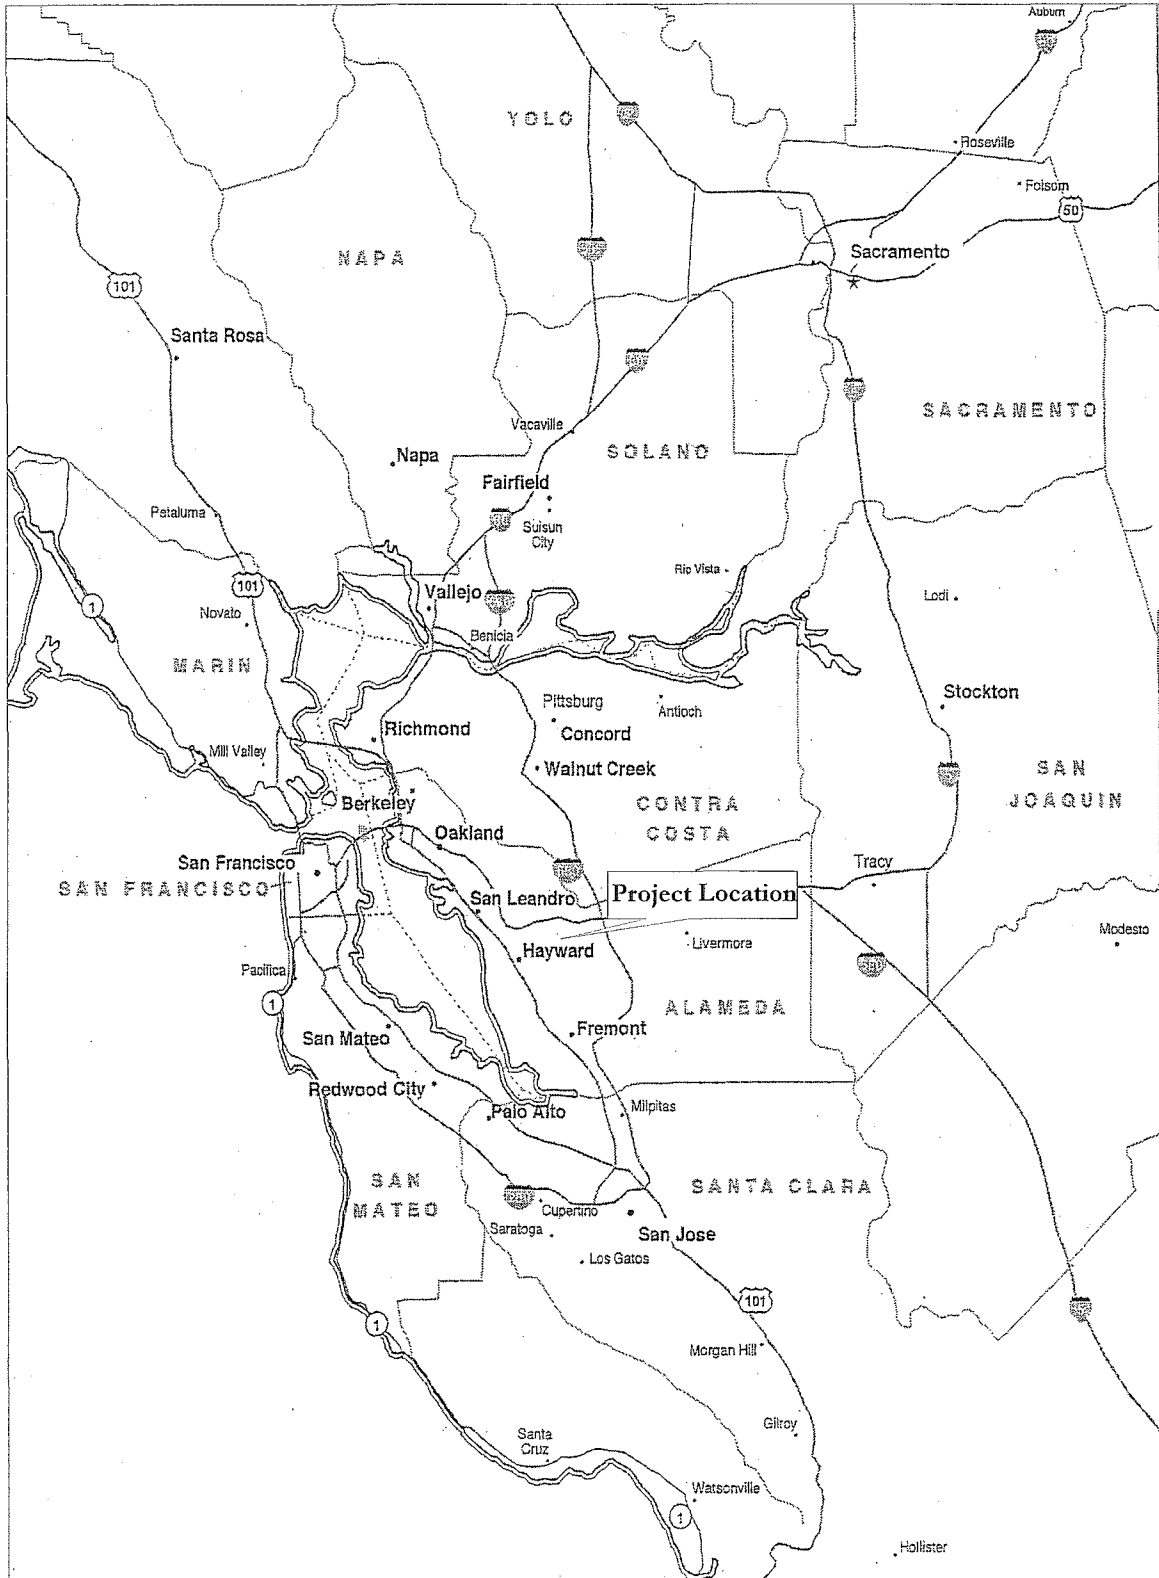 Auburn
YOLO
Roseville
Folsom
50
Sacramento
NAPA
101
Santa Rosa
SACRAMENTO
Vacaville
SOLANO
Napa
Fairfield
Petaluma
Suisun
City
Rio Vista
101
Vallejo
Lodi
1
Novato
Benicia
MARIN
Pittsburg
Antioch
Stockton
Richmond
Concord
Mill Valley
Walnut Creek
SAN
JOAQUIN
Berkeley
CONTRA
COSTA
Oakland
San Francisco
Tracy
SAN FRANCISCO
Project Location
San Leandro
Modesto
Livermore
Hayward
Pacifica
1
ALAMEDA
San Mateo
Fremont
Redwood City
Palo Alto
Milpitas
SAN
MATEO
SANTA CLARA
Cupertino
Saratoga
San Jose
Los Gatos
101
1
Morgan Hill
Gilroy
Santa
Cruz
Watsonville
1
Hollister